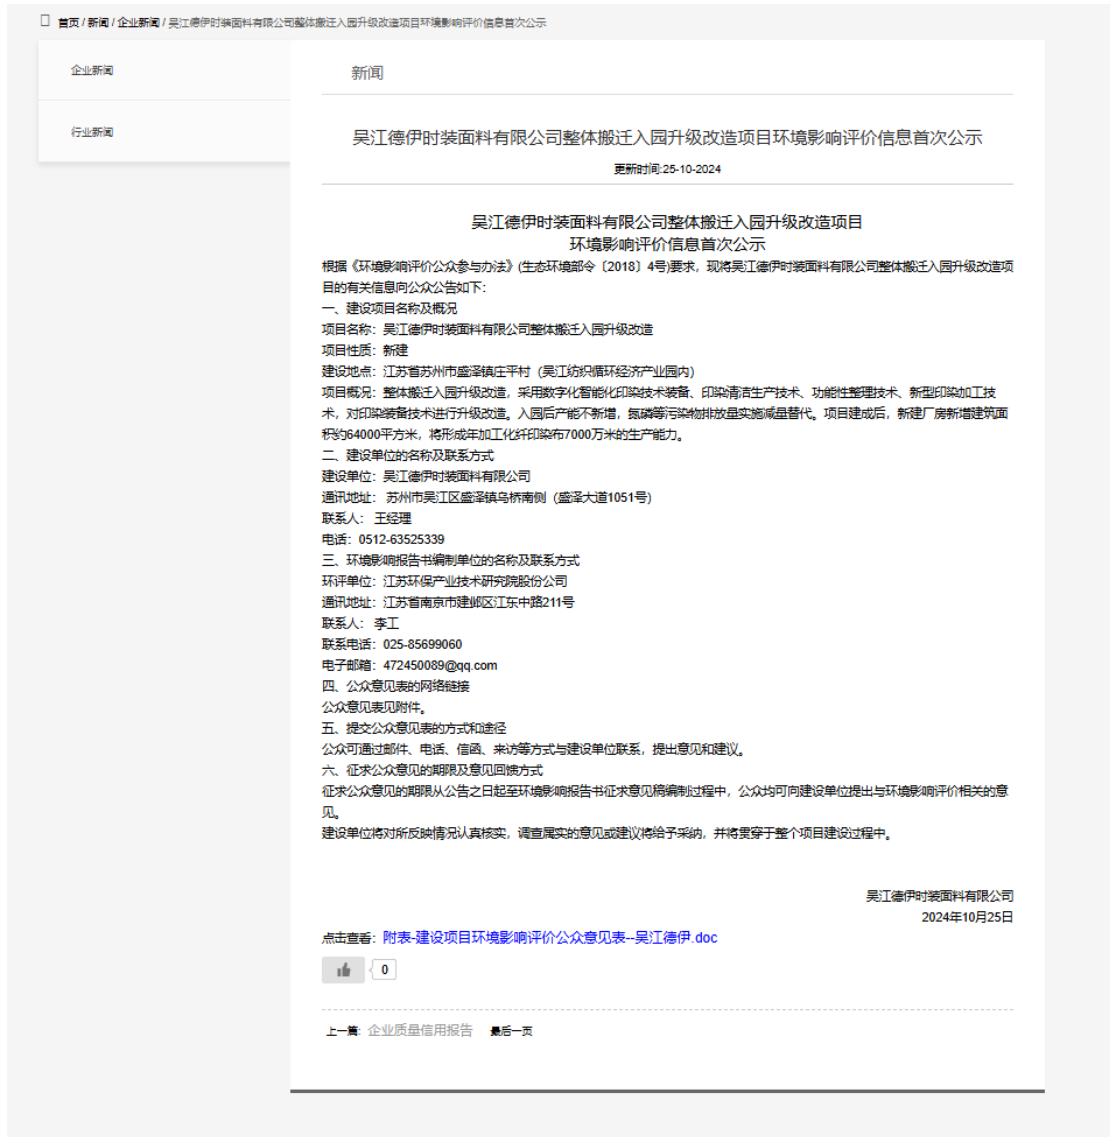 首页 / 新闻 / 企业新闻 / 吴江德伊时装面料有限公司整体搬迁入园升级改造项目环境影响评价信息首次公示
企业新闻
行业新闻
新闻
吴江德伊时装面料有限公司整体搬迁入园升级改造项目环境影响评价信息首次公示
更新时间:25-10-2024
吴江德伊时装面料有限公司整体搬迁入园升级改造项目
环境影响评价信息首次公示
根据《环境影响评价公众参与办法》(生态环境部令〔2018〕4号)要求，现将吴江德伊时装面料有限公司整体搬迁入园升级改造项
目的有关信息向公众公告如下：
一、建设项目名称及概况
项目名称：吴江德伊时装面料有限公司整体搬迁入园升级改造
项目性质：新建
建设地点：江苏省苏州市盛泽镇庄平村（吴江纺织循环经济产业园内）
项目概况：整体搬迁入园升级改造，采用数字化智能化印染技术装备、印染清洁生产技术、功能性整理技术、新型印染加工技
术，对印染装备技术进行升级改造。入园后产能不新增，氮磷等污染物排放量实施减量替代。项目建成后，新建厂房新增建筑面
积约64000平方米，将形成年加工化纤印染布7000万米的生产能力。
二、建设单位的名称及联系方式
建设单位：吴江德伊时装面料有限公司
通讯地址： 苏州市吴江区盛泽镇乌桥南侧（盛泽大道1051号）
联系人： 王经理
电话：0512-63525339
三、环境影响报告书编制单位的名称及联系方式
环评单位：江苏环保产业技术研究院股份公司
通讯地址：江苏省南京市建邺区江东中路211号
联系人： 李工
联系电话：025-85699060
电子邮箱：472450089@qq.com
四、公众意见表的网络链接
公众意见表见附件。
五、提交公众意见表的方式和途径
公众可通过邮件、电话、信函、来访等方式与建设单位联系，提出意见和建议。
六、征求公众意见的期限及意见回馈方式
征求公众意见的期限从公告之日起至环境影响报告书征求意见稿编制过程中，公众均可向建设单位提出与环境影响评价相关的意
见。
建设单位将对所反映情况认真核实，调查属实的意见或建议将给予采纳，并将贯穿于整个项目建设过程中。
吴江德伊时装面料有限公司
2024年10月25日
点击查看：附表-建设项目环境影响评价公众意见表--吴江德伊.doc
0
上一篇: 企业质量信用报告 最后一页